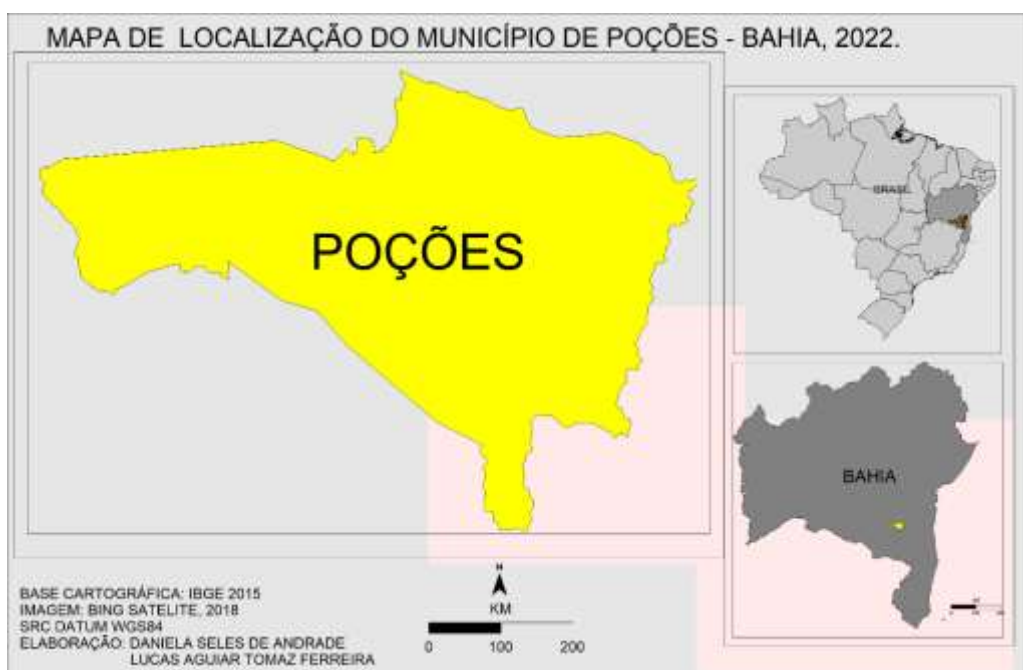 MAPA DE LOCALIZAÇÃO DO MUNICÍPIO DE POÇÕES - BAHIA, 2022.
POÇÕES
BRASIL
BAHIA
BASE CARTOGRÁFICA: IBGE 2015
IMAGEM: BING SATELITE, 2018
SRC DATUM WGS84
ELABORAÇÃO: DANIELA SELES DE ANDRADE
LUCAS AGUIAR TOMAZ FERREIRA
N
KM
0 100 200